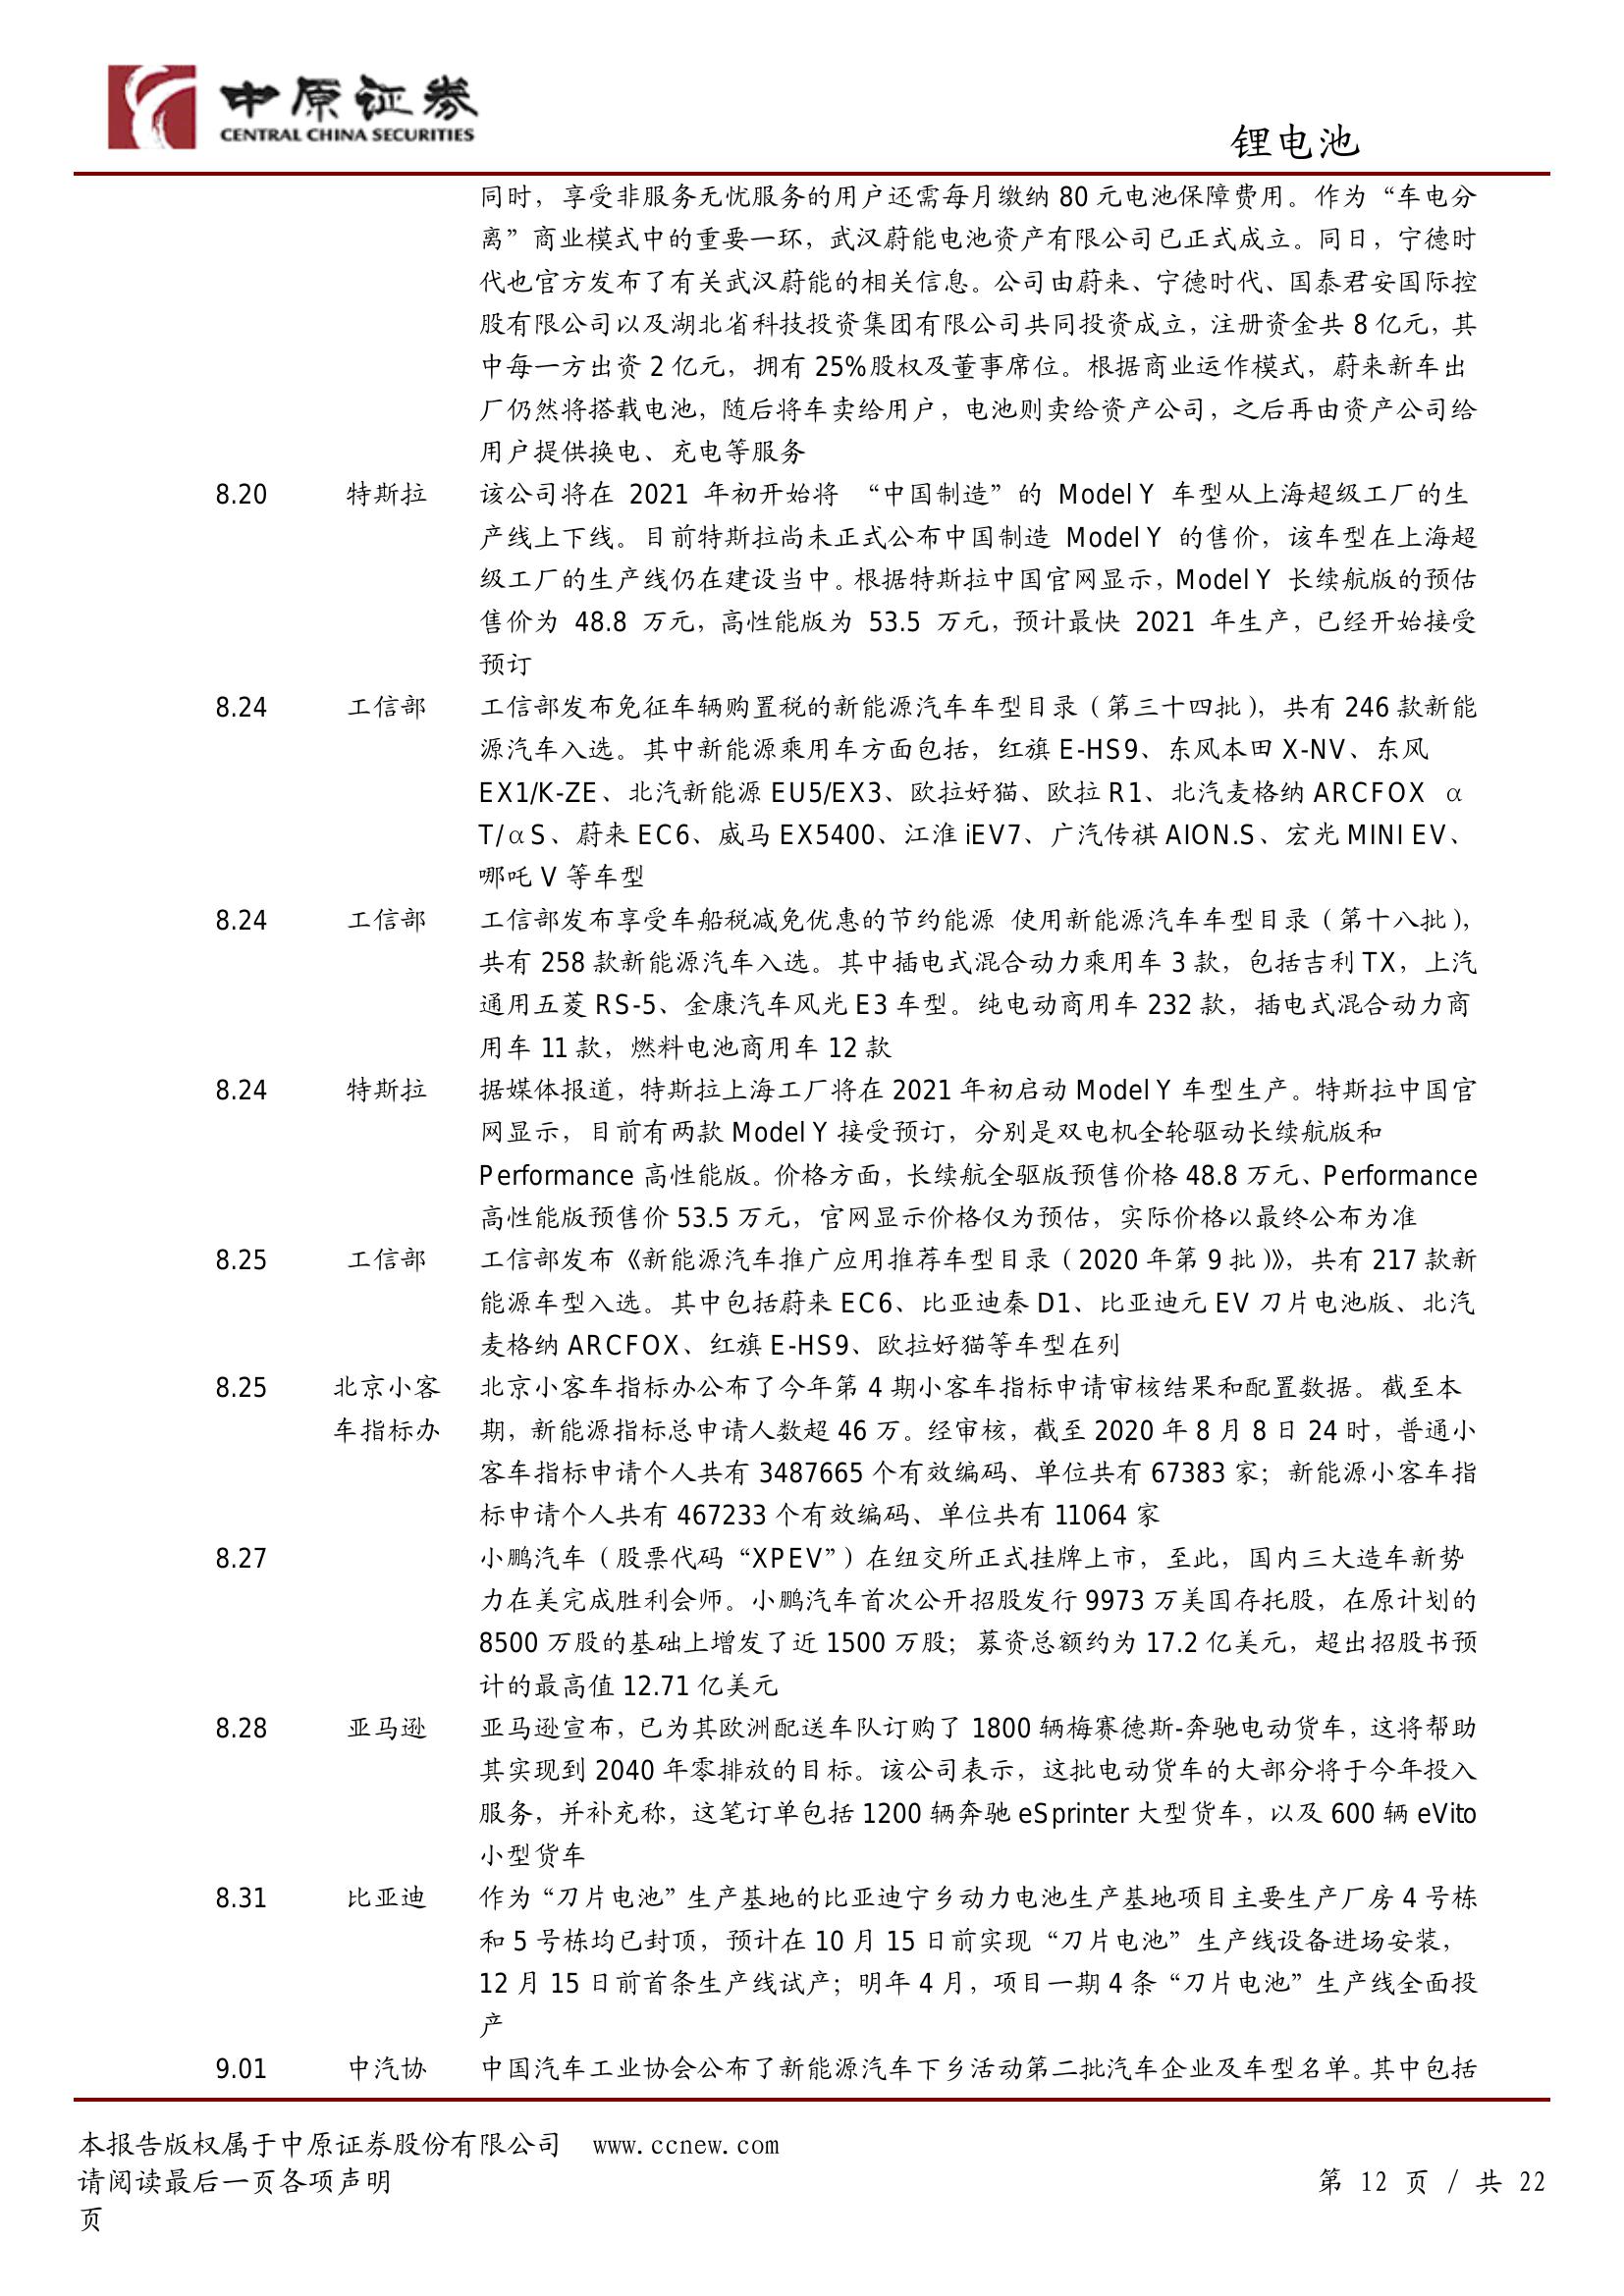 中原证券
CENTRAL CHINA SECURITIES
锂电池
同时，享受非服务无忧服务的用户还需每月缴纳 80 元电池保障费用。作为“车电分
离”商业模式中的重要一环，武汉蔚能电池资产有限公司已正式成立。同日，宁德时
代也官方发布了有关武汉蔚能的相关信息。公司由蔚来、宁德时代、国泰君安国际控
股有限公司以及湖北省科技投资集团有限公司共同投资成立，注册资金共 8 亿元，其
中每一方出资 2 亿元，拥有 25%股权及董事席位。根据商业运作模式，蔚来新车出
厂仍然将搭载电池，随后将车卖给用户，电池则卖给资产公司，之后再由资产公司给
用户提供换电、充电等服务
8.20 特斯拉 该公司将在 2021 年初开始将 “中国制造”的 Model Y 车型从上海超级工厂的生
产线上下线。目前特斯拉尚未正式公布中国制造 Model Y 的售价，该车型在上海超
级工厂的生产线仍在建设当中。根据特斯拉中国官网显示，Model Y 长续航版的预估
售价为 48.8 万元，高性能版为 53.5 万元，预计最快 2021 年生产，已经开始接受
预订
8.24 工信部 工信部发布免征车辆购置税的新能源汽车车型目录（第三十四批），共有 246 款新能
源汽车入选。其中新能源乘用车方面包括，红旗 E-HS9、东风本田 X-NV、东风
EX1/K-ZE、北汽新能源 EU5/EX3、欧拉好猫、欧拉 R1、北汽麦格纳 ARCFOX α
T/αS、蔚来 EC6、威马 EX5400、江淮 iEV7、广汽传祺 AION.S、宏光 MINI EV、
哪吒 V 等车型
8.24 工信部 工信部发布享受车船税减免优惠的节约能源 使用新能源汽车车型目录（第十八批），
共有 258 款新能源汽车入选。其中插电式混合动力乘用车 3 款，包括吉利 TX，上汽
通用五菱 RS-5、金康汽车风光 E3 车型。纯电动商用车 232 款，插电式混合动力商
用车 11 款，燃料电池商用车 12 款
8.24 特斯拉 据媒体报道，特斯拉上海工厂将在 2021 年初启动 Model Y 车型生产。特斯拉中国官
网显示，目前有两款 Model Y 接受预订，分别是双电机全轮驱动长续航版和
Performance 高性能版。价格方面，长续航全驱版预售价格 48.8 万元、Performance
高性能版预售价 53.5 万元，官网显示价格仅为预估，实际价格以最终公布为准
8.25 工信部 工信部发布《新能源汽车推广应用推荐车型目录（2020 年第 9 批）》，共有 217 款新
能源车型入选。其中包括蔚来 EC6、比亚迪秦 D1、比亚迪元 EV 刀片电池版、北汽
麦格纳 ARCFOX、红旗 E-HS9、欧拉好猫等车型在列
8.25 北京小客 北京小客车指标办公布了今年第 4 期小客车指标申请审核结果和配置数据。截至本
车指标办 期，新能源指标总申请人数超 46 万。经审核，截至 2020 年 8 月 8 日 24 时，普通小
客车指标申请个人共有 3487665 个有效编码、单位共有 67383 家；新能源小客车指
标申请个人共有 467233 个有效编码、单位共有 11064 家
8.27 小鹏汽车（股票代码“XPEV”）在纽交所正式挂牌上市，至此，国内三大造车新势
力在美完成胜利会师。小鹏汽车首次公开招股发行 9973 万美国存托股，在原计划的
8500 万股的基础上增发了近 1500 万股；募资总额约为 17.2 亿美元，超出招股书预
计的最高值 12.71 亿美元
8.28 亚马逊 亚马逊宣布，已为其欧洲配送车队订购了 1800 辆梅赛德斯-奔驰电动货车，这将帮助
其实现到 2040 年零排放的目标。该公司表示，这批电动货车的大部分将于今年投入
服务，并补充称，这笔订单包括 1200 辆奔驰 eSprinter 大型货车，以及 600 辆 eVito
小型货车
8.31 比亚迪 作为“刀片电池”生产基地的比亚迪宁乡动力电池生产基地项目主要生产厂房 4 号栋
和 5 号栋均已封顶，预计在 10 月 15 日前实现“刀片电池”生产线设备进场安装，
12 月 15 日前首条生产线试产；明年 4 月，项目一期 4 条“刀片电池”生产线全面投
产
9.01 中汽协 中国汽车工业协会公布了新能源汽车下乡活动第二批汽车企业及车型名单。其中包括
本报告版权属于中原证券股份有限公司 www.ccnew.com
请阅读最后一页各项声明 第 12 页 / 共 22
页